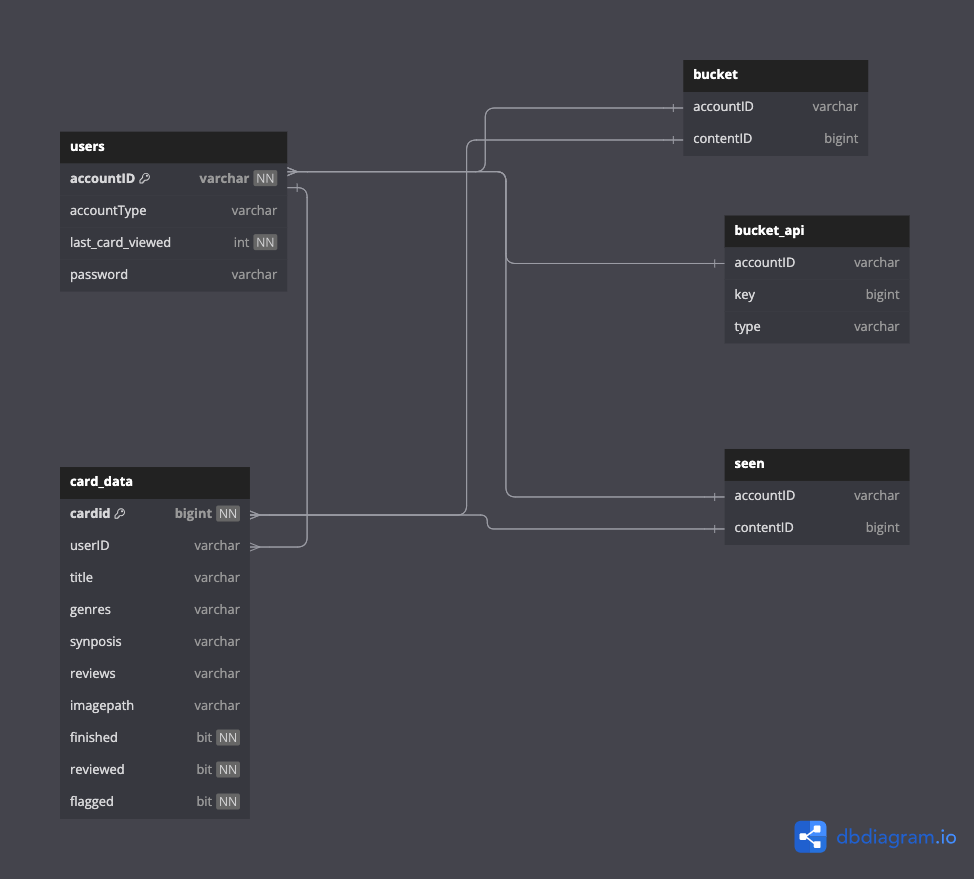 users
accountID varchar NN
accountType varchar
last_card_viewed int NN
password varchar
card_data
cardid bigint NN
userID varchar
title varchar
genres varchar
synposis varchar
reviews varchar
imagepath varchar
finished bit NN
reviewed bit NN
flagged bit NN
bucket
accountID varchar
contentID bigint
bucket_api
accountID varchar
key bigint
type varchar
seen
accountID varchar
contentID bigint
dbdiagram.io